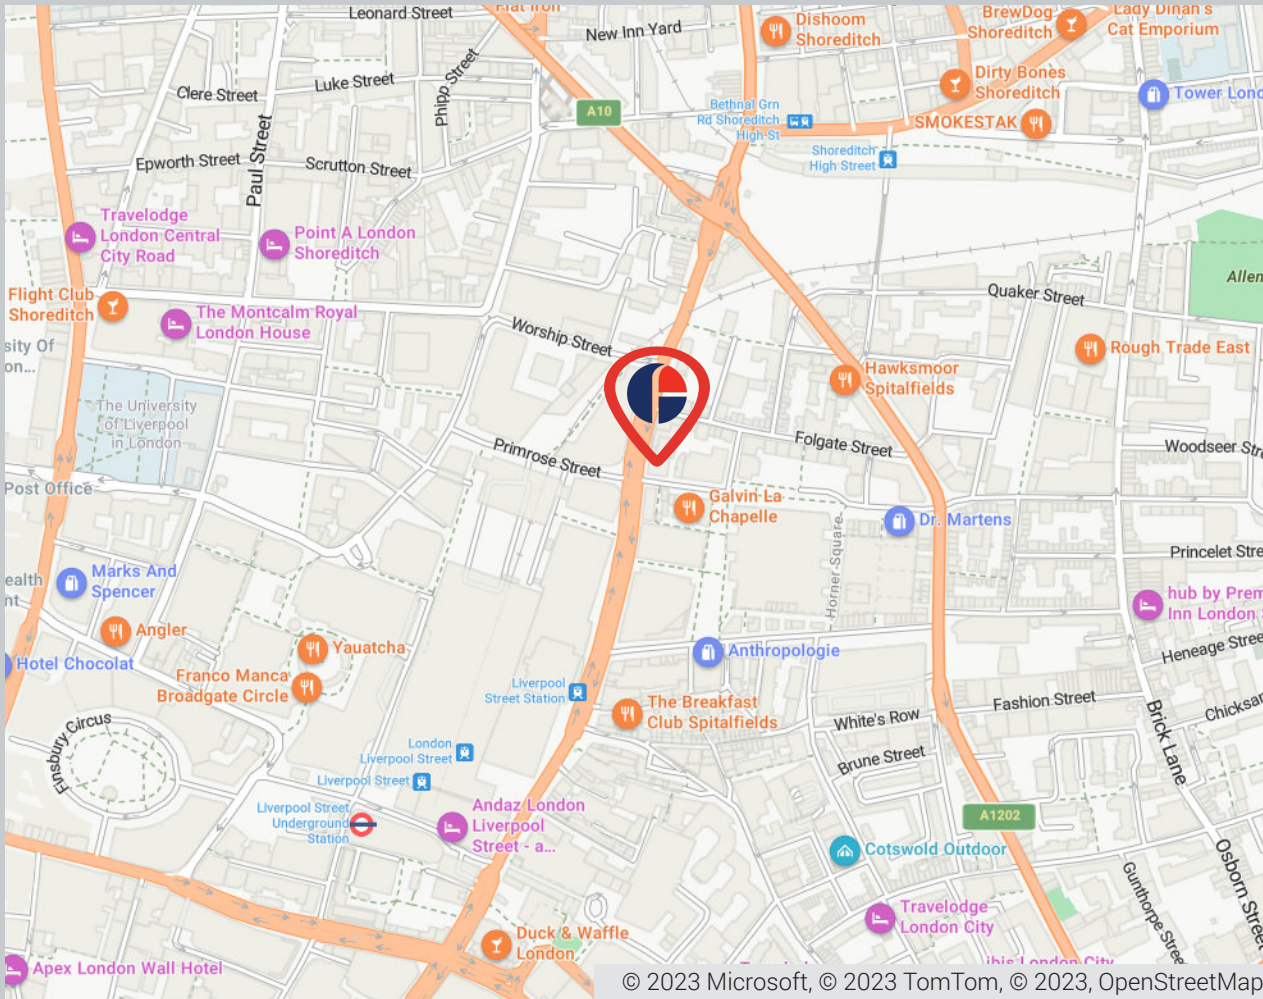 Leonard Street
Flat Iron
New Inn Yard
Dishoom
Shoreditch
BrewDog
Shoreditch
Lady Dinah's
Cat Emporium
Clere Street
Luke Street
Phipp Street
Dirty Bones
Shoreditch
Tower Lond
A10
Bethnal Grn
Rd Shoreditch
High St
SMOKESTAK
Epworth Street
Paul Street
Scrutton Street
Shoreditch
High Street
Travelodge
London Central
City Road
Point A London
Shoreditch
Allen
Flight Club
Shoreditch
The Montcalm Royal
London House
Quaker Street
Worship Street
sity Of
on...
Rough Trade East
Hawksmoor
Spitalfields
The University
of Liverpool
in London
Primrose Street
Folgate Street
Woodseer Stre
Post Office
Galvin La
Chapelle
Dr. Martens
Horner Square
Princelet Stre
ealth
nt
Marks And
Spencer
hub by Prem
Inn London S
Angler
Yauatcha
Anthropologie
Heneage Stree
Hotel Chocolat
Franco Manca
Broadgate Circle
Liverpool
Street Station
The Breakfast
Club Spitalfields
Fashion Street
Chicksan
White's Row
Brick Lane
Finsbury Circus
London
Liverpool Street
Brune Street
Liverpool Street
Liverpool Street
Underground
Station
Andaz London
Liverpool
Street - a...
A1202
Cotswold Outdoor
Osborn Street
Gunthorpe Stree
Travelodge
London City
Duck & Waffle
London
Apex London Wall Hotel
ibis London City
© 2023 Microsoft, © 2023 TomTom, © 2023, OpenStreetMap